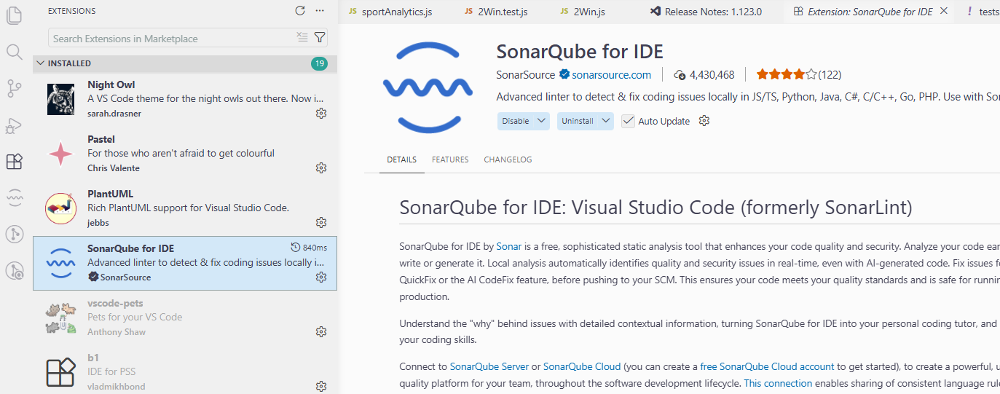 EXTENSIONS
Search Extensions in Marketplace
INSTALLED 19
Night Owl
A VS Code theme for the night owls out there. Now i...
sarah.drasner
Pastel
For those who aren't afraid to get colourful
Chris Valente
PlantUML
Rich PlantUML support for Visual Studio Code.
jebbs
SonarQube for IDE 840ms
Advanced linter to detect & fix coding issues locally i...
SonarSource
vscode-pets
Pets for your VS Code
Anthony Shaw
b1
IDE for PSS
vladmikhbond
JS sportAnalytics.js JS 2Win.test.js JS 2Win.js Release Notes: 1.123.0 Extension: SonarQube for IDE ! tests
SonarQube for IDE
SonarSource sonarsource.com 4,430,468 (122)
Advanced linter to detect & fix coding issues locally in JS/TS, Python, Java, C#, C/C++, Go, PHP. Use with Son
Disable Uninstall Auto Update
DETAILS FEATURES CHANGELOG
SonarQube for IDE: Visual Studio Code (formerly SonarLint)
SonarQube for IDE by Sonar is a free, sophisticated static analysis tool that enhances your code quality and security. Analyze your code ear
write or generate it. Local analysis automatically identifies quality and security issues in real-time, even with AI-generated code. Fix issues f
QuickFix or the AI CodeFix feature, before pushing to your SCM. This ensures your code meets your quality standards and is safe for runnin
production.
Understand the "why" behind issues with detailed contextual information, turning SonarQube for IDE into your personal coding tutor, and
your coding skills.
Connect to SonarQube Server or SonarQube Cloud (you can create a free SonarQube Cloud account to get started), to create a powerful, u
quality platform for your team, throughout the software development lifecycle. This connection enables sharing of consistent language rul